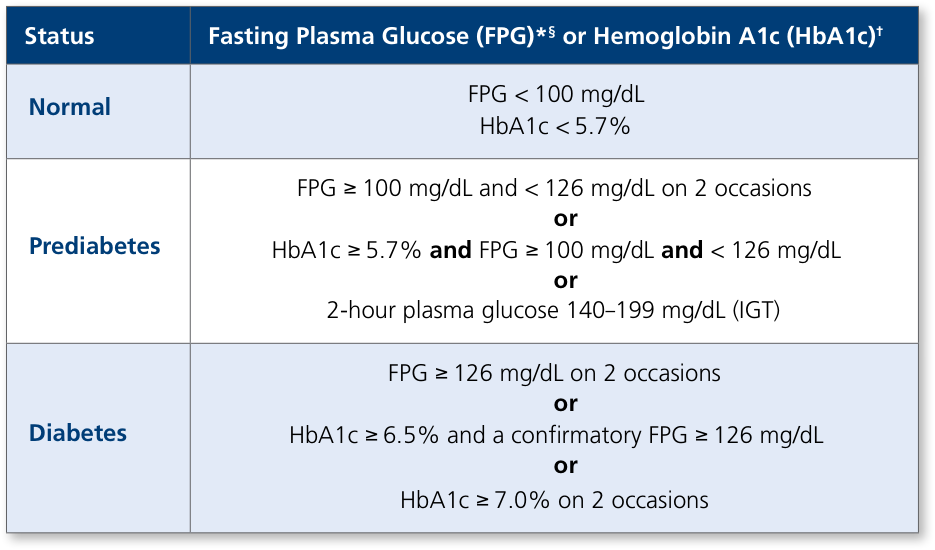 Status
Fasting Plasma Glucose (FPG)*§ or Hemoglobin A1c (HbA1c)†
Normal
FPG < 100 mg/dL
HbA1c < 5.7%
Prediabetes
FPG ≥ 100 mg/dL and < 126 mg/dL on 2 occasions
or
HbA1c ≥ 5.7% and FPG ≥ 100 mg/dL and < 126 mg/dL
or
2-hour plasma glucose 140–199 mg/dL (IGT)
Diabetes
FPG ≥ 126 mg/dL on 2 occasions
or
HbA1c ≥ 6.5% and a confirmatory FPG ≥ 126 mg/dL
or
HbA1c ≥ 7.0% on 2 occasions